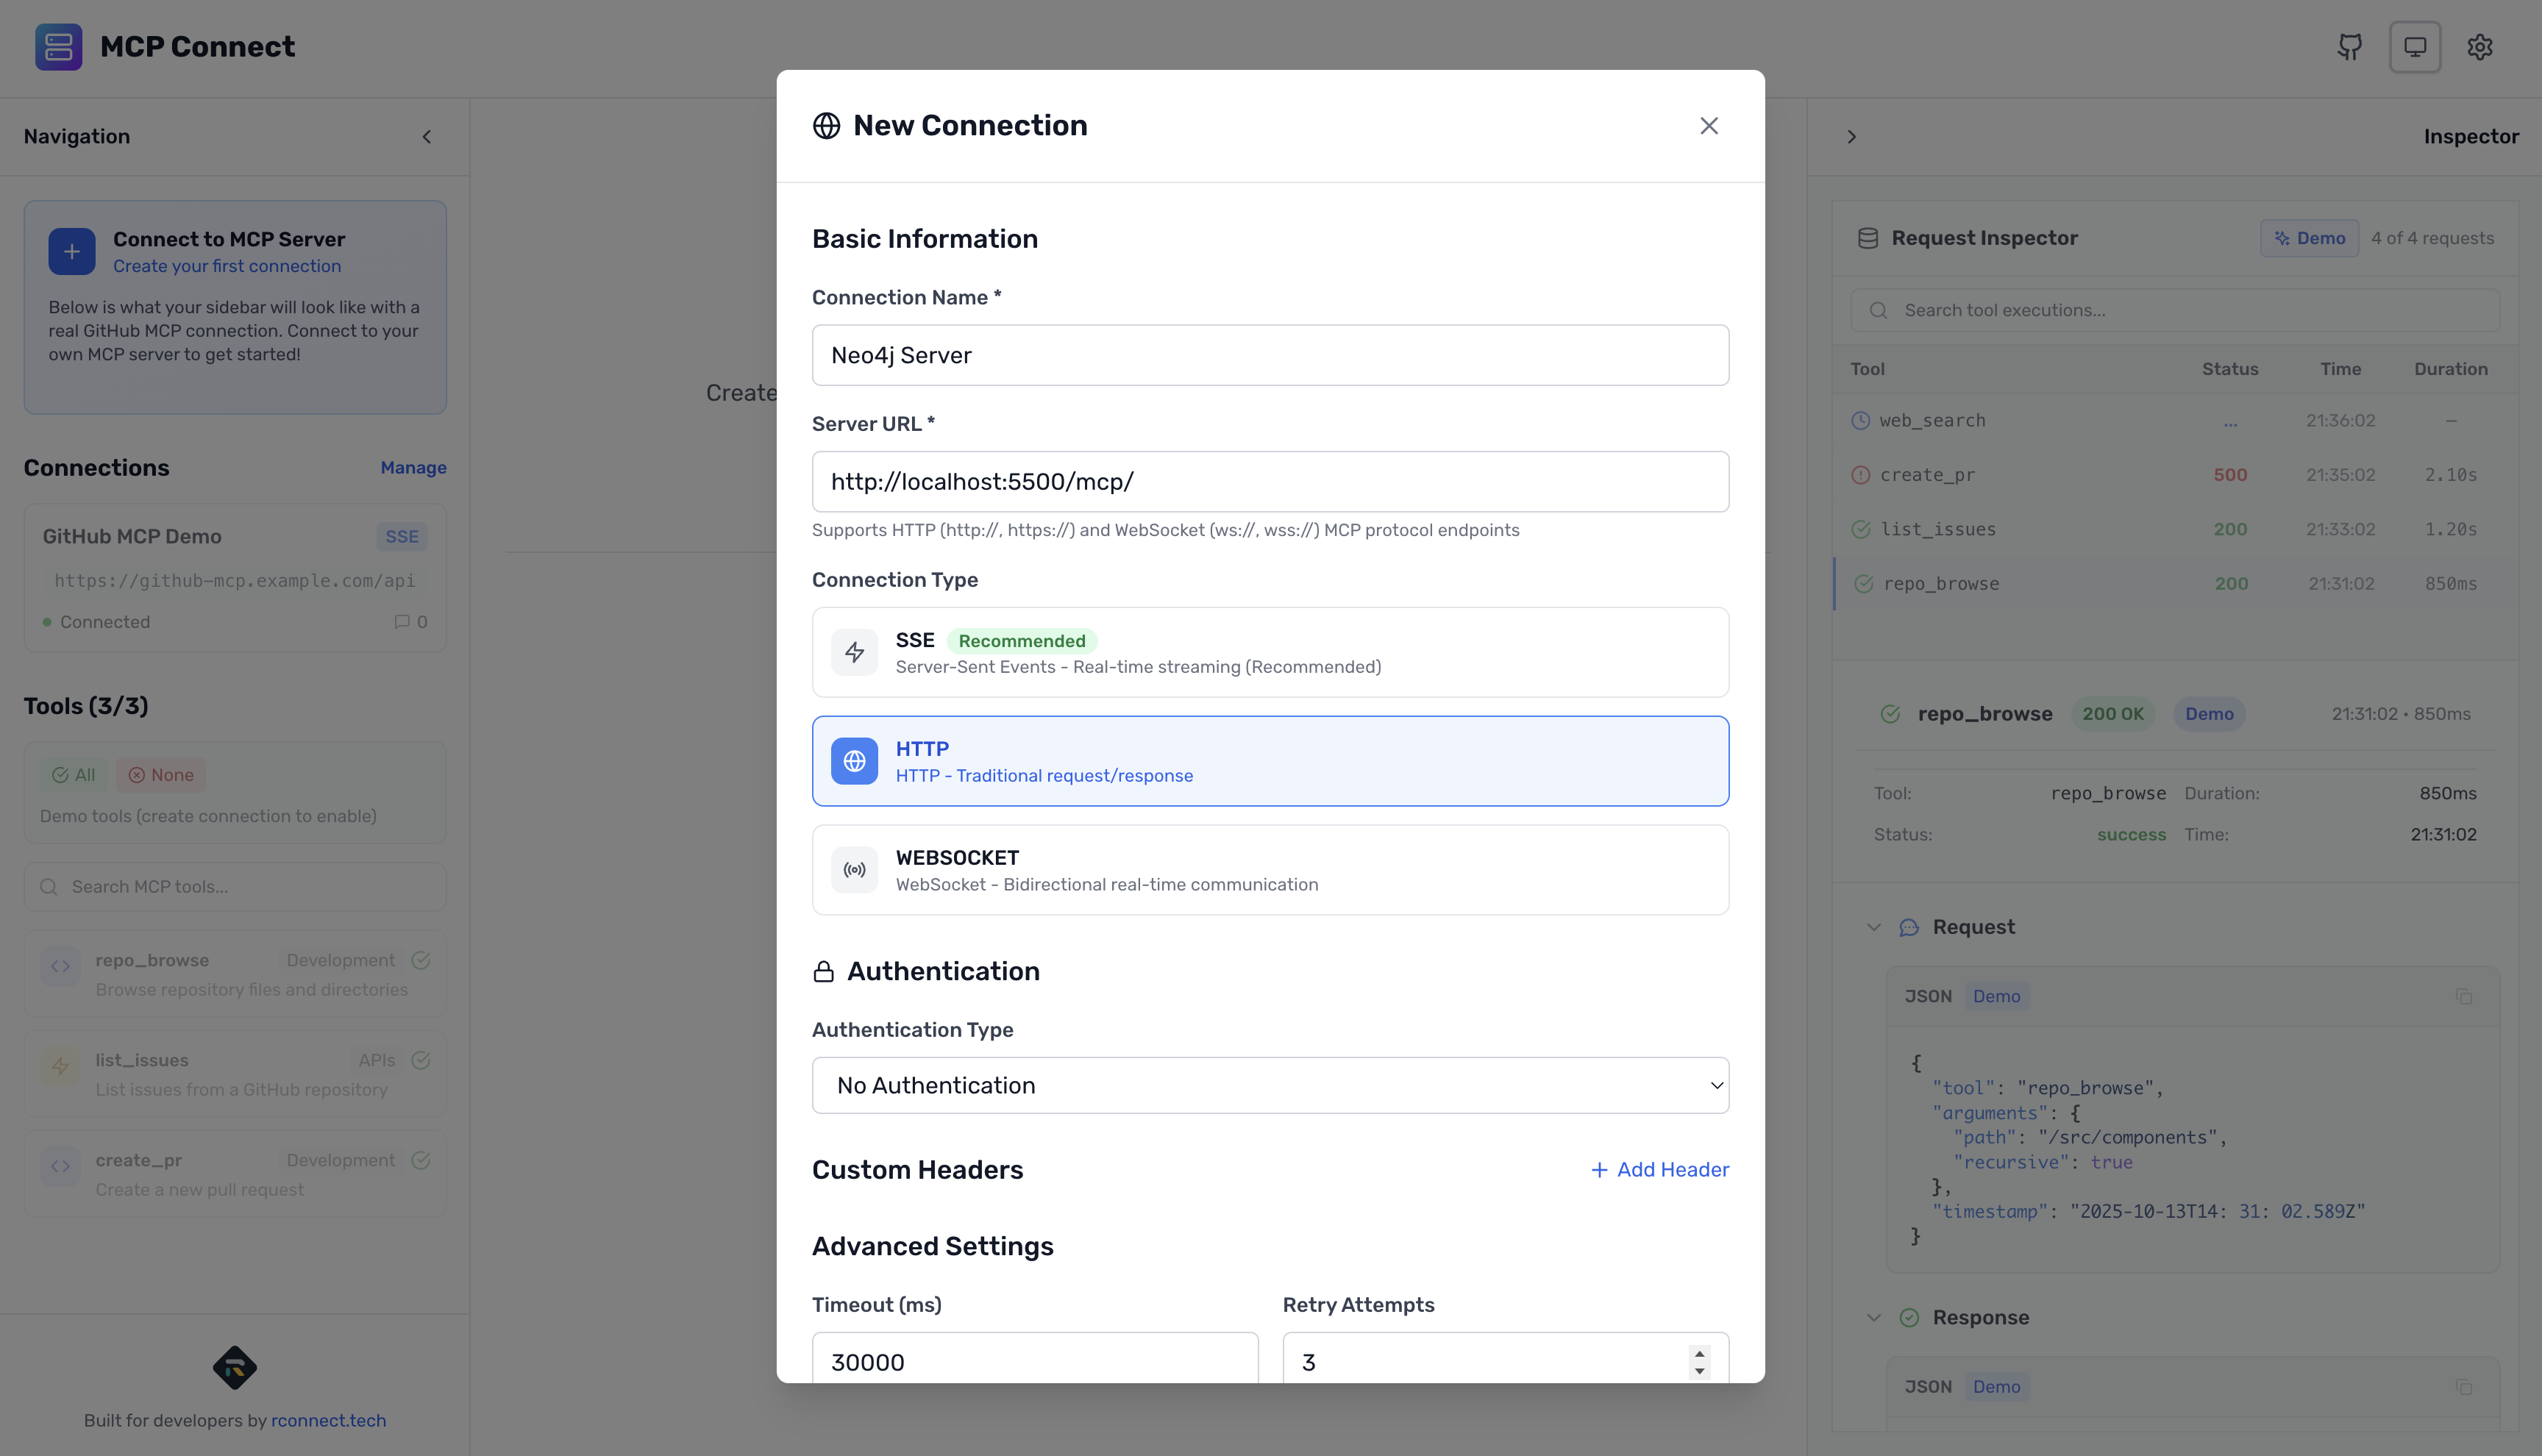 MCP Connect
Navigation
Connect to MCP Server
Create your first connection
Below is what your sidebar will look like with a
real GitHub MCP connection. Connect to your
own MCP server to get started!
Connections
Manage
GitHub MCP Demo
SSE
https://github-mcp.example.com/api
Connected
0
Tools (3/3)
All
None
Demo tools (create connection to enable)
Search MCP tools...
repo_browse
Development
Browse repository files and directories
list_issues
APIs
List issues from a GitHub repository
create_pr
Development
Create a new pull request
Built for developers by rconnect.tech
Create
New Connection
Basic Information
Connection Name *
Neo4j Server
Server URL *
http://localhost:5500/mcp/
Supports HTTP (http://, https://) and WebSocket (ws://, wss://) MCP protocol endpoints
Connection Type
SSE Recommended
Server-Sent Events - Real-time streaming (Recommended)
HTTP
HTTP - Traditional request/response
WEBSOCKET
WebSocket - Bidirectional real-time communication
Authentication
Authentication Type
No Authentication
Custom Headers
+ Add Header
Advanced Settings
Timeout (ms)
Retry Attempts
30000
3
Inspector
Request Inspector
Demo
4 of 4 requests
Search tool executions...
Tool Status Time Duration
web_search ... 21:36:02 –
create_pr 500 21:35:02 2.10s
list_issues 200 21:33:02 1.20s
repo_browse 200 21:31:02 850ms
repo_browse 200 OK Demo 21:31:02 • 850ms
Tool: repo_browse Duration: 850ms
Status: success Time: 21:31:02
Request
JSON Demo
{
"tool": "repo_browse",
"arguments": {
"path": "/src/components",
"recursive": true
},
"timestamp": "2025-10-13T14: 31: 02.589Z"
}
Response
JSON Demo